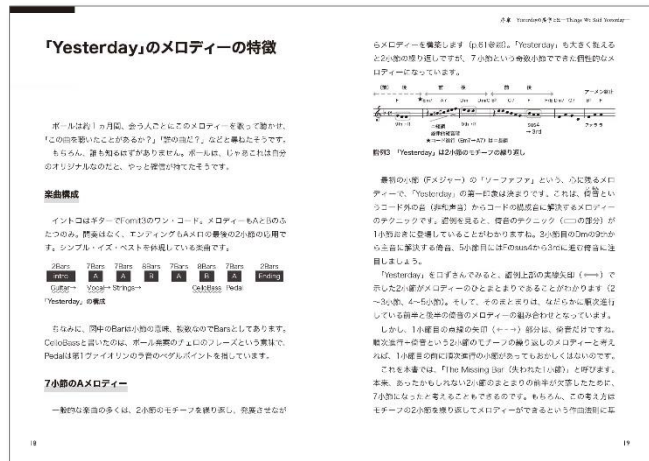 「Yesterday」のメロディーの特徴
ポールは約1ヵ月間、会う人ごとにこのメロディーを歌って聴かせ、
「この曲を聴いたことがあるか?」「誰の曲だ?」などと尋ねたそうです。
もちろん、誰も知るはずがありません。ポールは、じゃあこれは自分
のオリジナルなのだと、やっと確信が持てたそうです。
楽曲構成
イントロはギターでFomit3のワン・コード。メロディーもAとBのふ
たつのみ。間奏はなく、エンディングもAメロの最後の2小節の応用で
す。シンプル・イズ・ベストを体現している楽曲です。
2Bars 7Bars 7Bars 8Bars 7Bars 8Bars 7Bars 2Bars
Intro A A B A B A Ending
Guitar→ Vocal→ Strings→ CelloBass Pedal
「Yesterday」の構成
ちなみに、図中のBarは小節の意味、複数なのでBarsとしてあります。
CelloBassと書いたのは、ポール発案のチェロのフレーズという意味で、
Pedalは第1ヴァイオリンのラ音のペダルポイントを指しています。
7小節のAメロディー
一般的な楽曲の多くは、2小節のモチーフを繰り返し、発展させなが
18
らメロディーを構築します(p.61参照)。「Yesterday」も大きく捉える
と2小節の繰り返しですが、7小節という奇数小節でできた個性的なメ
ロディーになっています。
アーメン終止
ファララ
★コード進行(Em7−A7)は一長調
譜例3 「Yesterday」は2小節のモチーフの繰り返し
最初の小節(Fメジャー)の「ソーファファ」という、心に残るメロ
ディーで、「Yesterday」の第一印象は決まります。これは、倚音とい
うコード外の音(非和声音)からコードの構成音に解決するメロディー
のテクニックです。譜例を見ると、倚音のテクニック(の部分)が
1小節おきに登場していることがわかりますね。3小節目のDmの9thか
ら主音に解決する倚音、5小節目にはFのsus4から3rdに進む倚音に注
目しましょう。
「Yesterday」を口ずさんでみると、譜例上部の実線矢印(⟷)で
示した2小節がメロディーのひとまとまりであることがわかります(2
〜3小節、4〜5小節)。そして、そのまとまりは、なだらかに順次進行
している前半と後半の倚音のメロディーの組み合わせとなっています。
しかし、1小節目の点線の矢印(←-→)部分は、倚音だけですね。
順次進行+倚音という2小節のモチーフの繰り返しのメロディーと考え
れば、1小節目の前に順次進行の小節があってもおかしくはないのです。
これを本書では、「The Missing Bar(失われた1小節)」と呼びます。
本来、あったかもしれない2小節のまとまりの前半が欠落したために、
7小節になったと考えることもできるのです。もちろん、この考え方は
モチーフの2小節を繰り返してメロディーができるという作曲法則に基
19